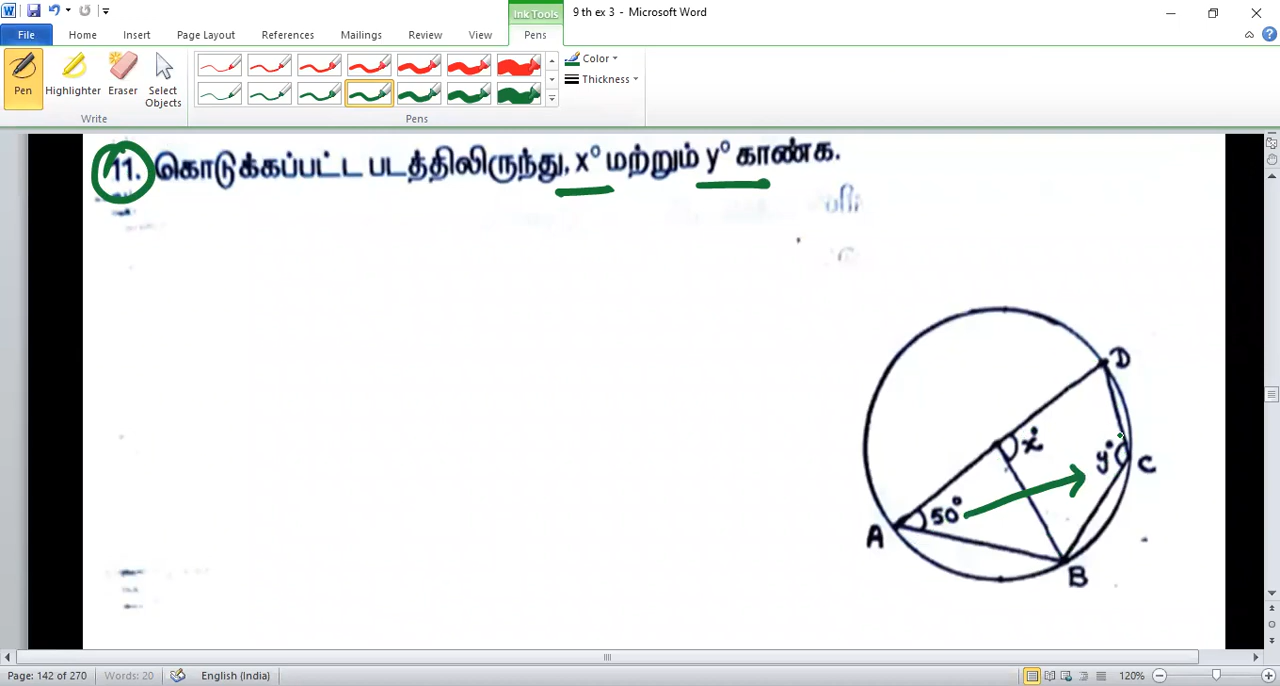 9 th ex 3 - Microsoft Word
Ink Tools
File Home Insert Page Layout References Mailings Review View Pens
Pen Highlighter Eraser Select Objects
Color
Thickness
Write
Pens
11. கொடுக்கப்பட்ட படத்திலிருந்து, x° மற்றும் y° காண்க.
D
x°
y° C
50°
A
B
Page: 142 of 270 Words: 20 English (India) 120%